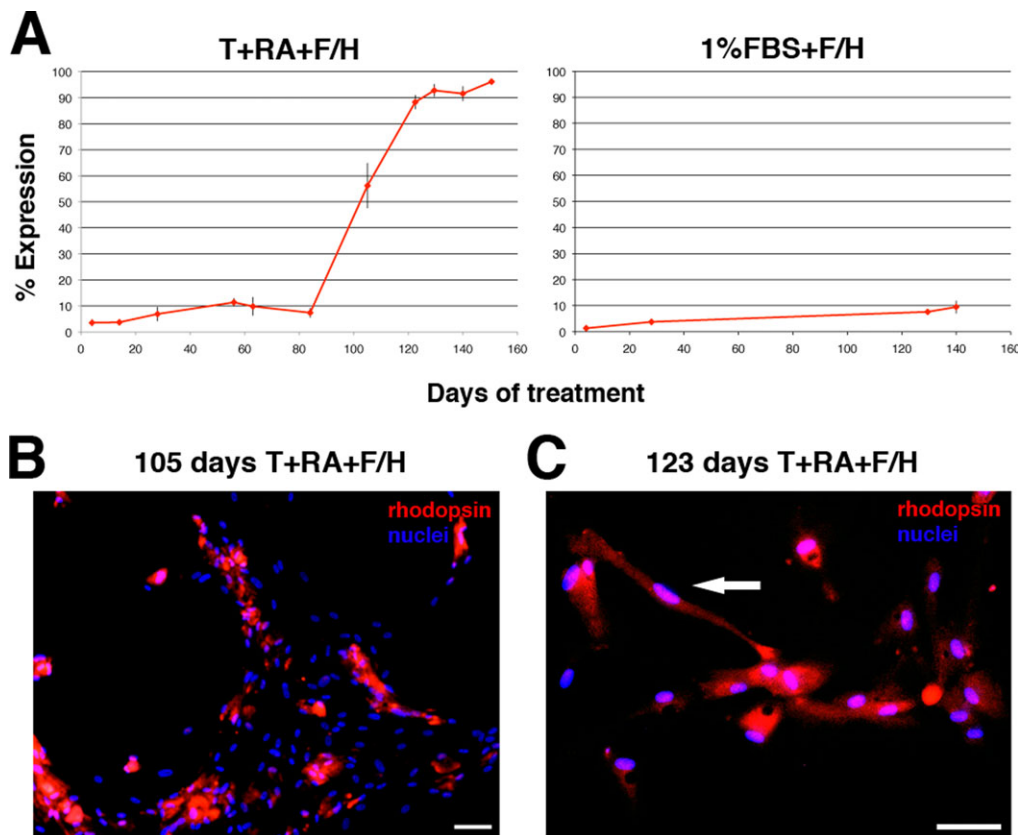 A
T+RA+F/H
1%FBS+F/H
% Expression
100
90
80
70
60
50
40
30
20
10
0
0 20 40 60 80 100 120 140 160
100
90
80
70
60
50
40
30
20
10
0
0 20 40 60 80 100 120 140 160
Days of treatment
B
105 days T+RA+F/H
rhodopsin
nuclei
C
123 days T+RA+F/H
rhodopsin
nuclei